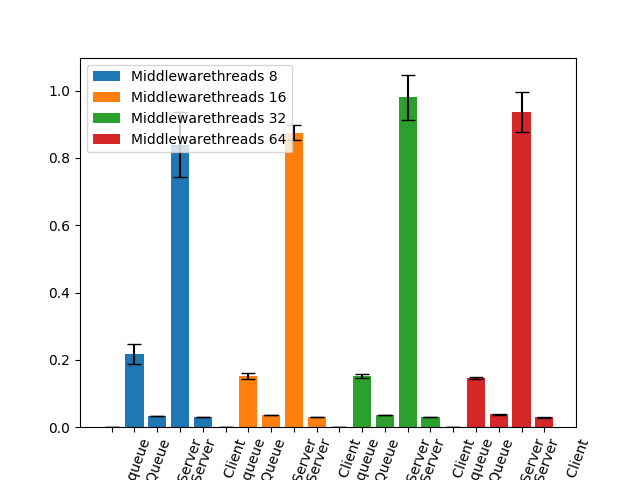 Middlewarethreads 8
Middlewarethreads 16
Middlewarethreads 32
Middlewarethreads 64
1.0
0.8
0.6
0.4
0.2
0.0
queue
Queue
Server
Server
Client
queue
Queue
Server
Server
Client
queue
Queue
Server
Server
Client
queue
Queue
Server
Server
Client